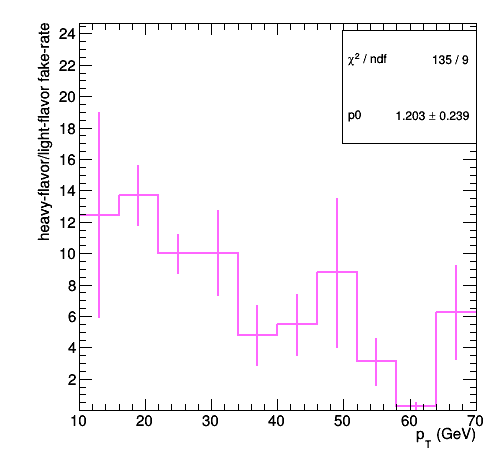 heavy-flavor/light-flavor fake-rate
24
22
20
18
16
14
12
10
8
6
4
2
χ² / ndf 135 / 9
p0 1.203 ± 0.239
10 20 30 40 50 60 70
p_T (GeV)